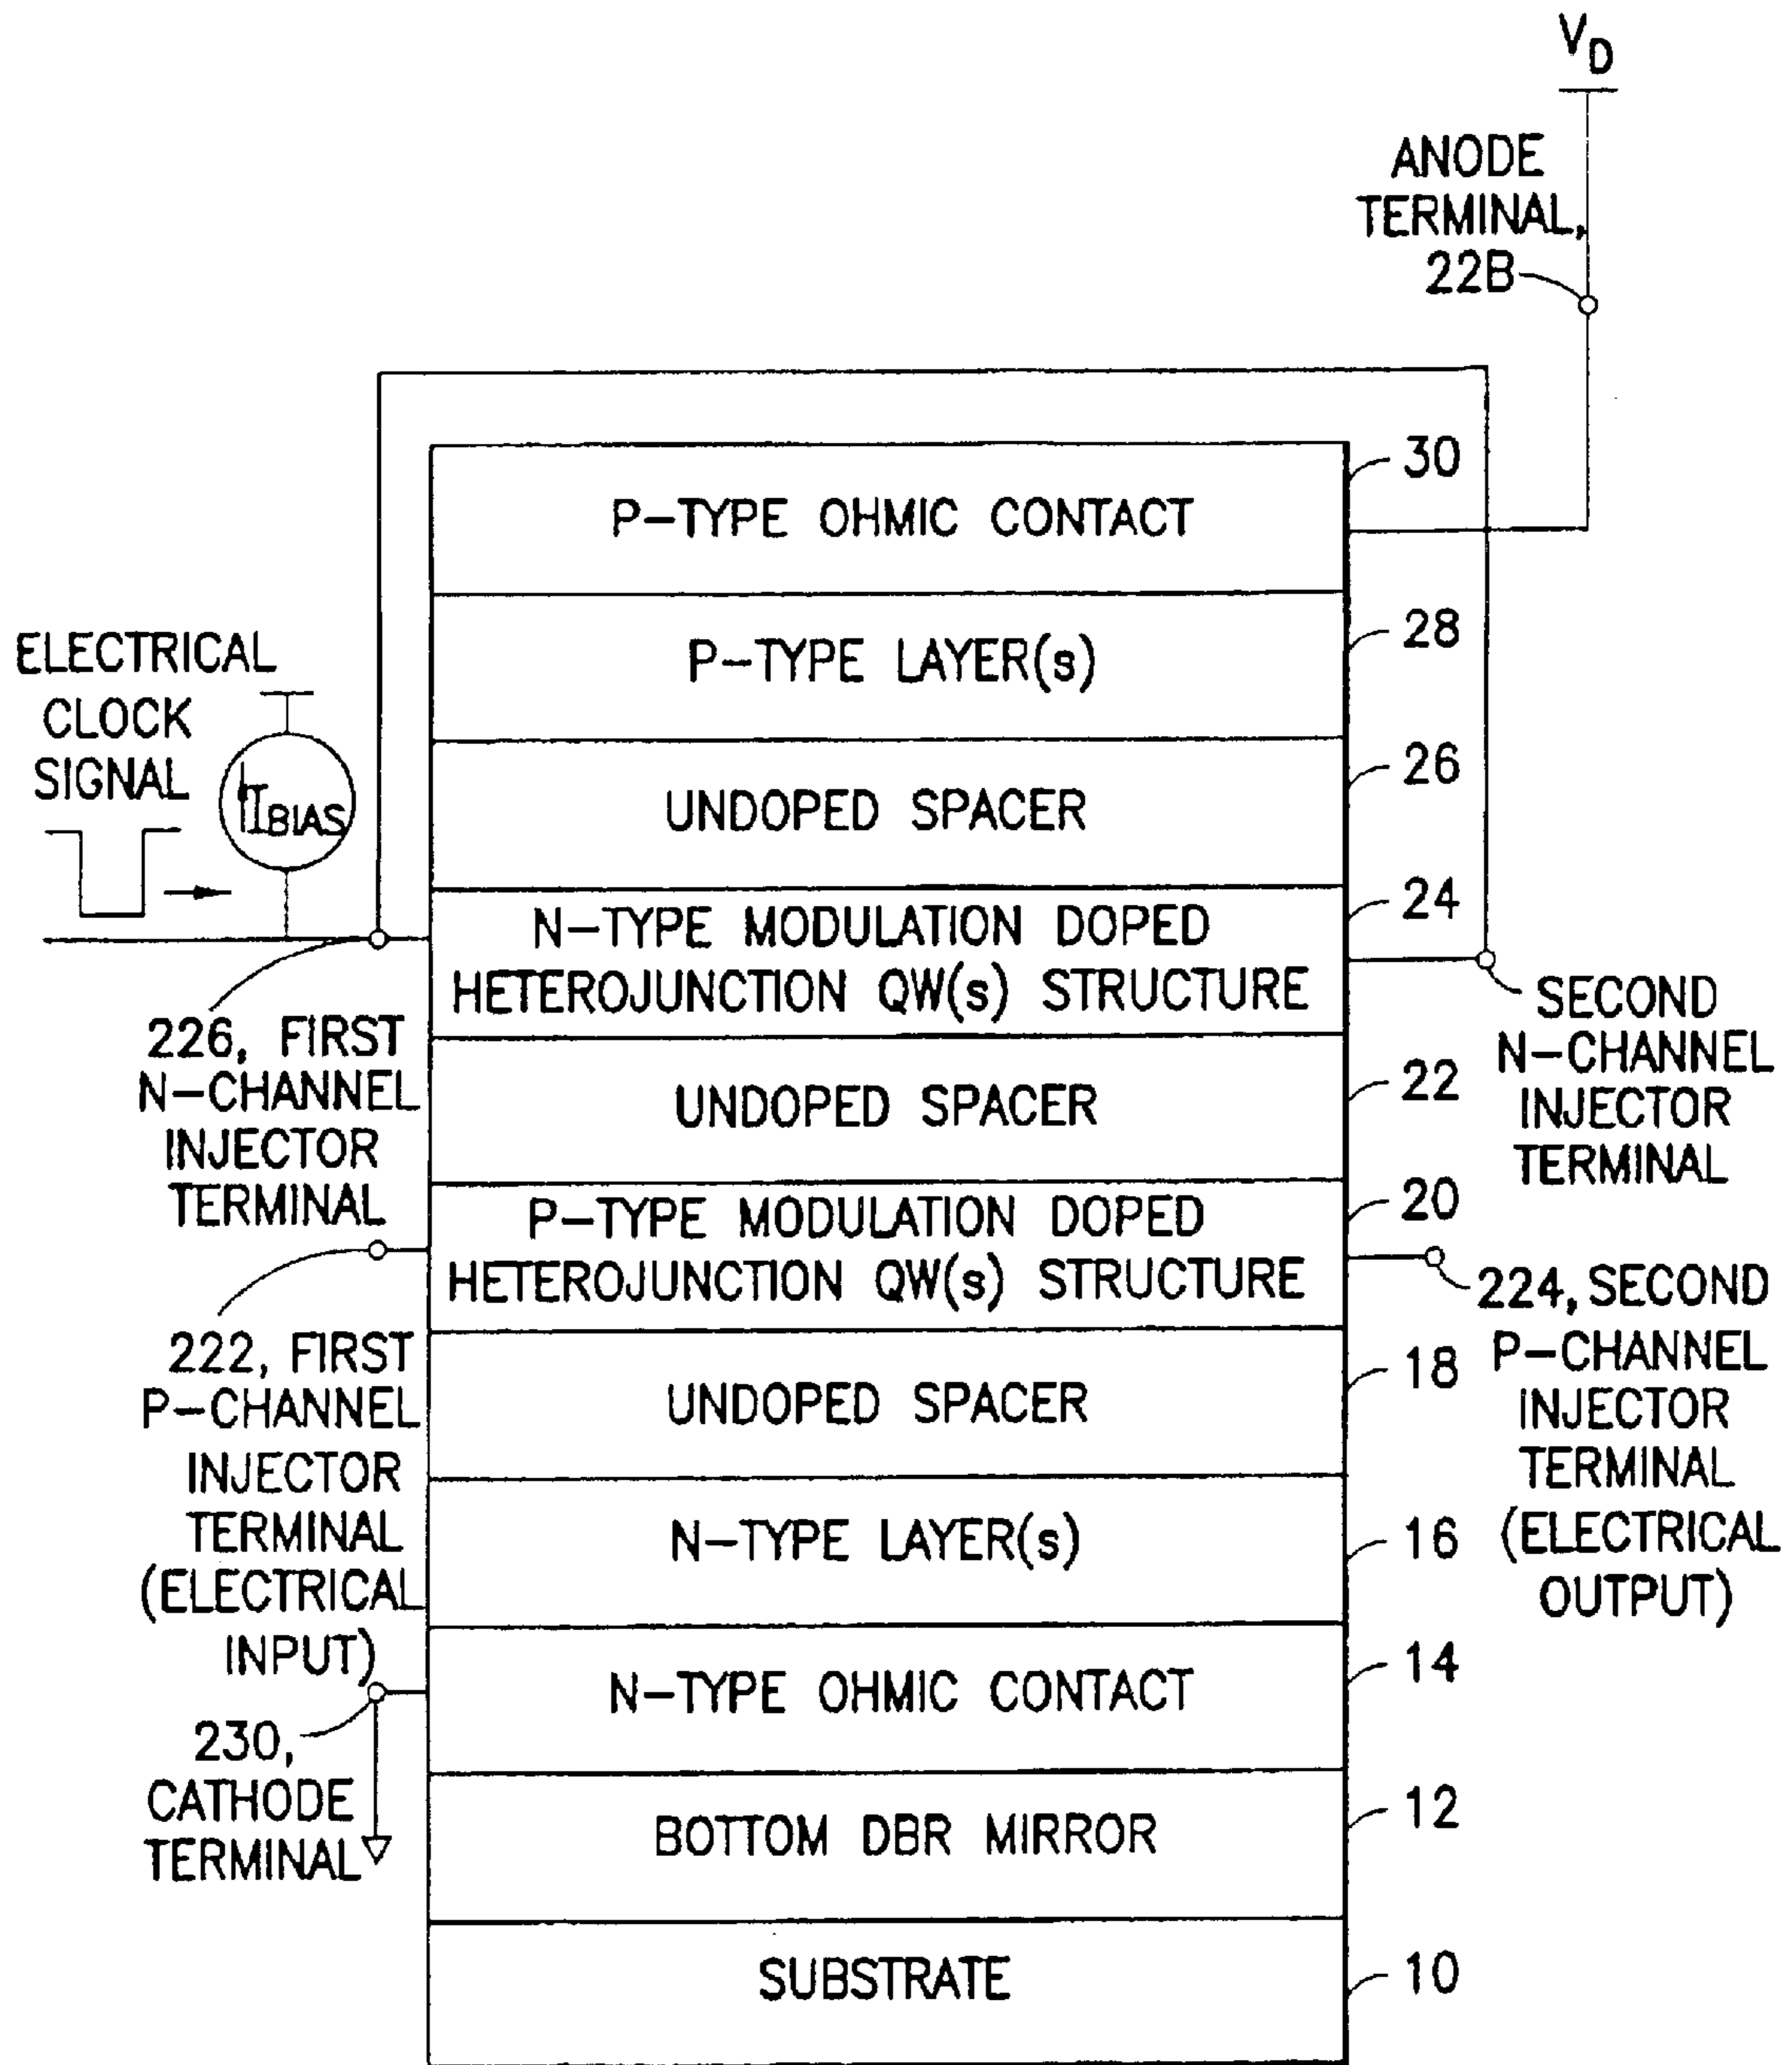 V_D
ANODE
TERMINAL,
22B
30
P-TYPE OHMIC CONTACT
28
P-TYPE LAYER(s)
ELECTRICAL
CLOCK
SIGNAL
I_BIAS
26
UNDOPED SPACER
24
N-TYPE MODULATION DOPED
HETEROJUNCTION QW(s) STRUCTURE
SECOND
N-CHANNEL
INJECTOR
TERMINAL
226, FIRST
N-CHANNEL
INJECTOR
TERMINAL
22
UNDOPED SPACER
20
P-TYPE MODULATION DOPED
HETEROJUNCTION QW(s) STRUCTURE
224, SECOND
P-CHANNEL
INJECTOR
TERMINAL
(ELECTRICAL
OUTPUT)
222, FIRST
P-CHANNEL
INJECTOR
TERMINAL
(ELECTRICAL
INPUT)
18
UNDOPED SPACER
16
N-TYPE LAYER(s)
14
N-TYPE OHMIC CONTACT
230,
CATHODE
TERMINAL
12
BOTTOM DBR MIRROR
10
SUBSTRATE